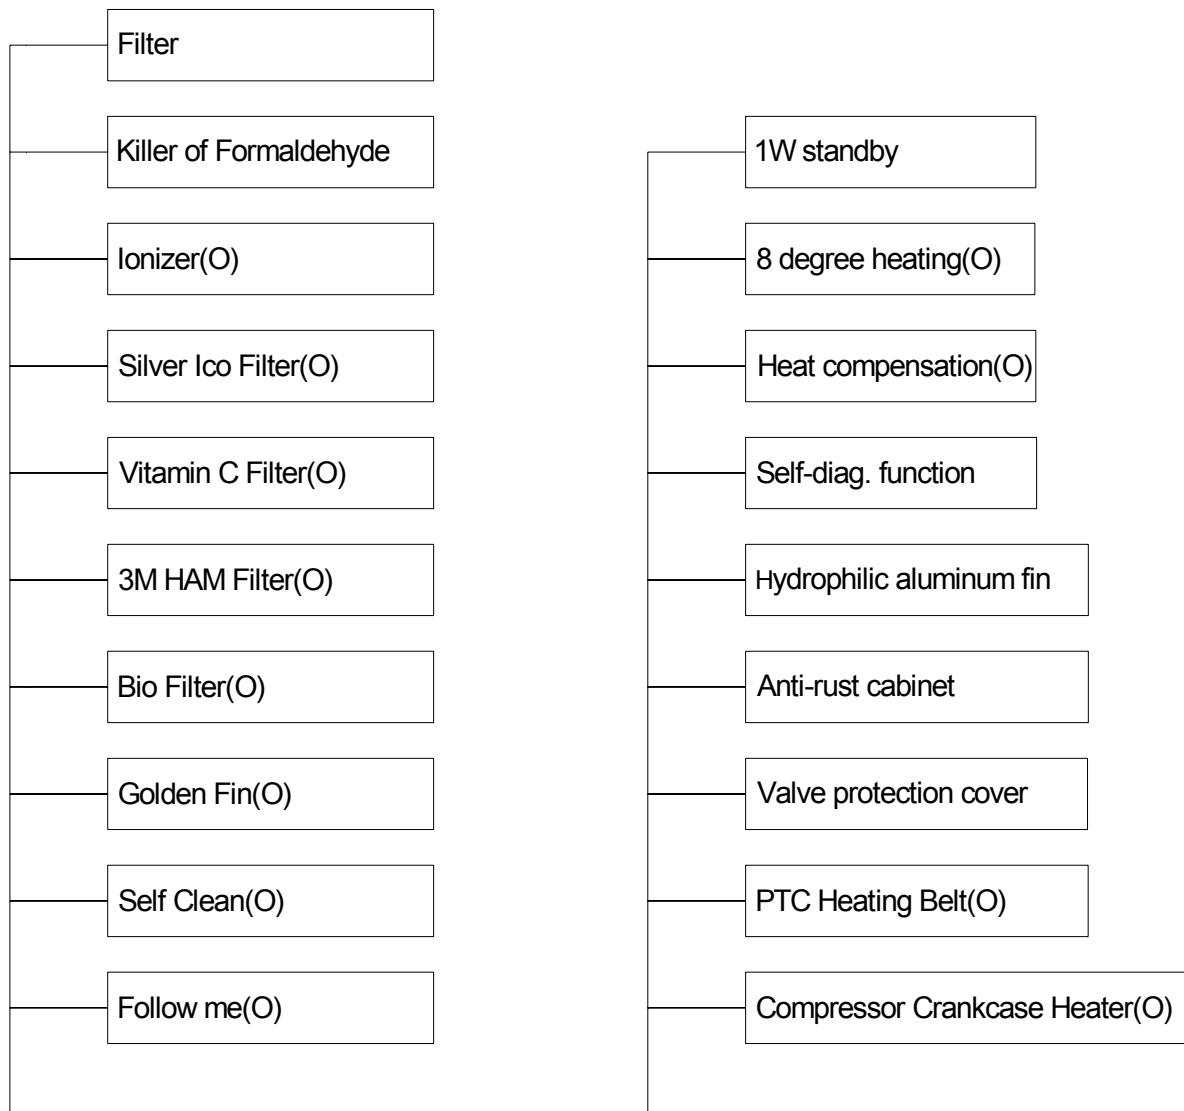 Filter
Killer of Formaldehyde
Ionizer(O)
Silver Ico Filter(O)
Vitamin C Filter(O)
3M HAM Filter(O)
Bio Filter(O)
Golden Fin(O)
Self Clean(O)
Follow me(O)
1W standby
8 degree heating(O)
Heat compensation(O)
Self-diag. function
Hydrophilic aluminum fin
Anti-rust cabinet
Valve protection cover
PTC Heating Belt(O)
Compressor Crankcase Heater(O)